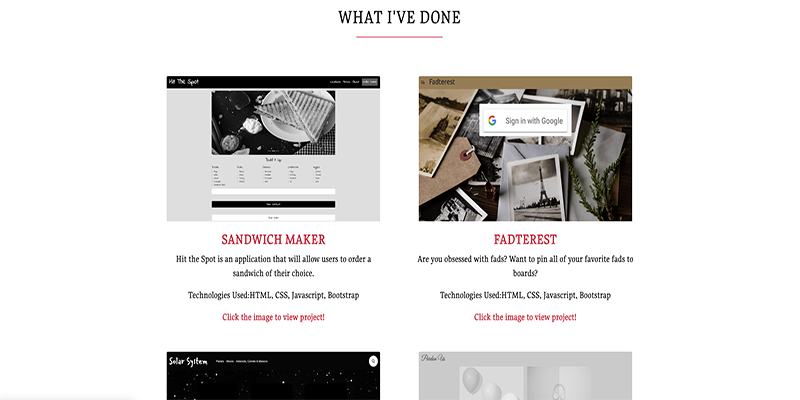 WHAT I'VE DONE
Hit The Spot
Fadterest
Sign in with Google
Build It Up
SANDWICH MAKER
FADTEREST
Hit the Spot is an application that will allow users to order a
sandwich of their choice.
Are you obsessed with fads? Want to pin all of your favorite fads to
boards?
Technologies Used:HTML, CSS, Javascript, Bootstrap
Technologies Used:HTML, CSS, Javascript, Bootstrap
Click the image to view project!
Click the image to view project!
Solar System